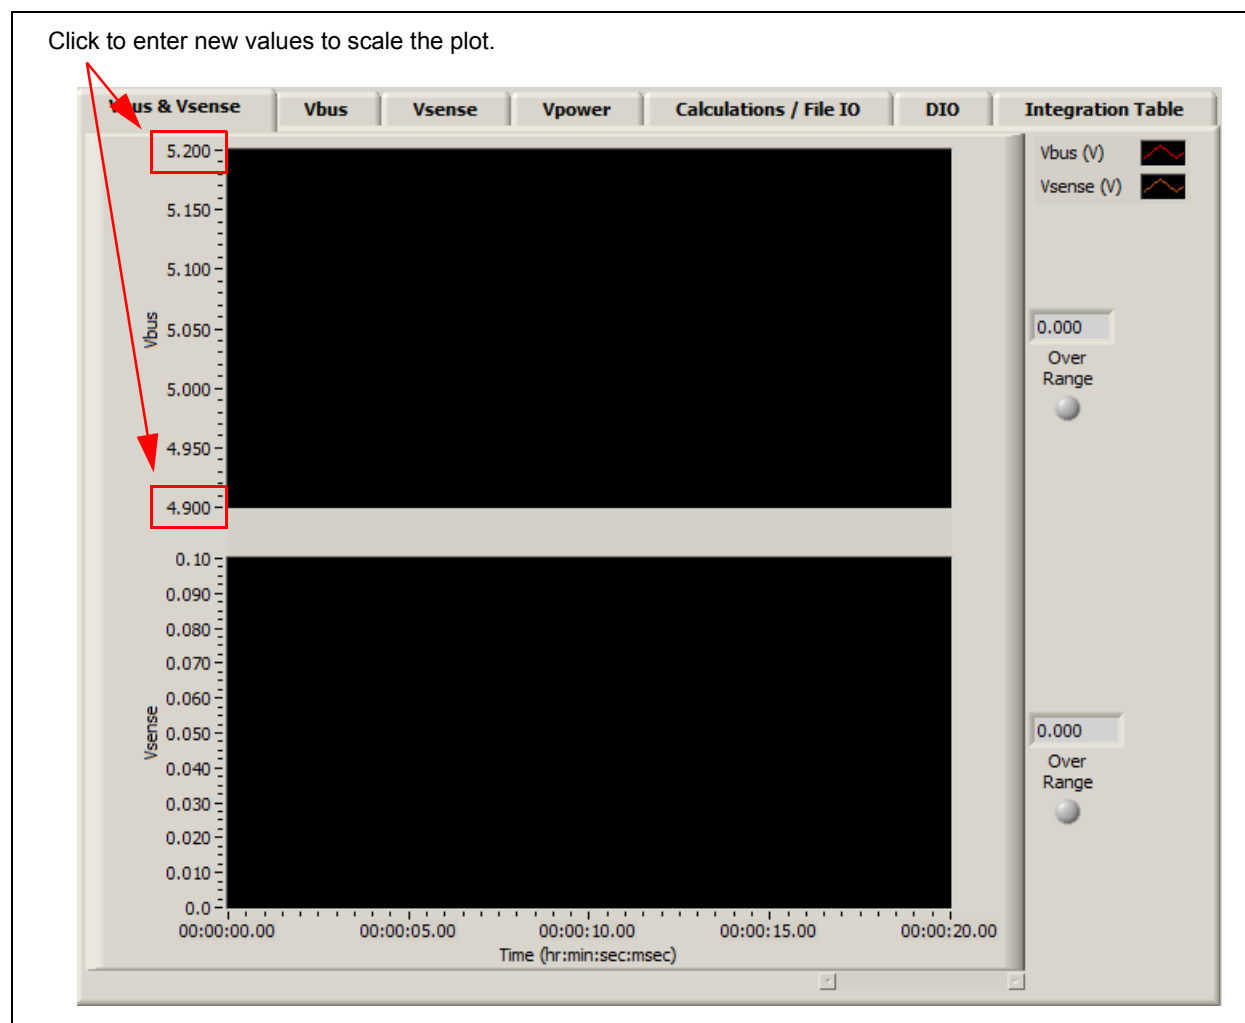 Click to enter new values to scale the plot.
Vbus & Vsense Vbus Vsense Vpower Calculations / File IO DIO Integration Table
5.200
5.150
5.100
5.050
5.000
4.950
4.900
Vbus
0.10
0.090
0.080
0.070
0.060
0.050
0.040
0.030
0.020
0.010
0.0
Vsense
00:00:00.00 00:00:05.00 00:00:10.00 00:00:15.00 00:00:20.00
Time (hr:min:sec:msec)
Vbus (V)
Vsense (V)
0.000
Over
Range
0.000
Over
Range